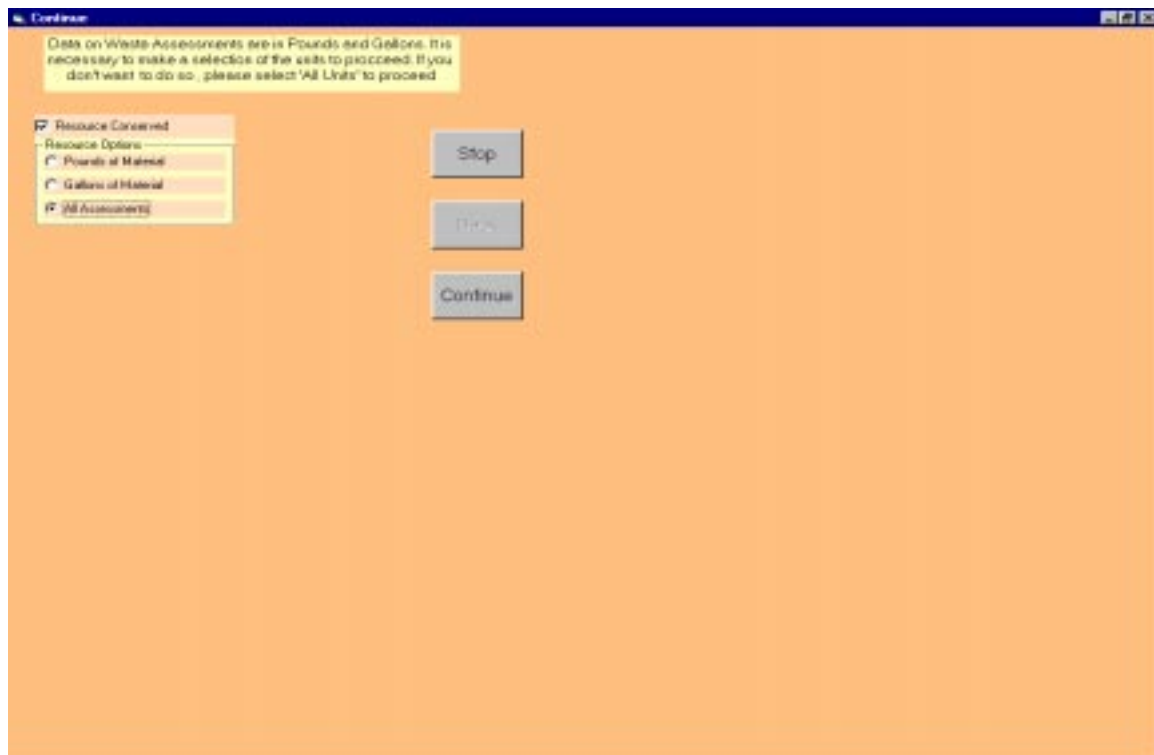 Continue
Data on Waste Assessments are in Pounds and Gallons. It is
necessary to make a selection of the units to procceed. If you
don't want to do so , please select 'All Units' to proceed
Resource Conserved
Resource Options
Pounds of Material
Gallons of Material
All Assessments
Stop
Continue